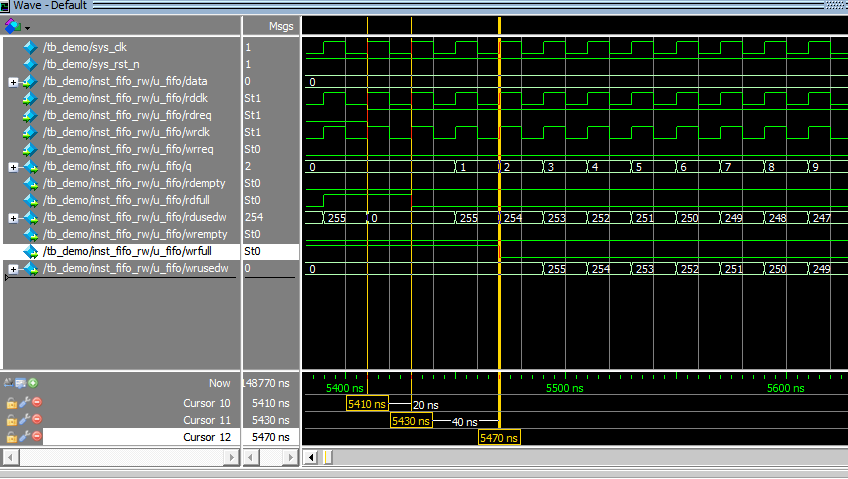 Wave - Default
Msgs
/tb_demo/sys_clk 1
/tb_demo/sys_rst_n 1
/tb_demo/inst_fifo_rw/u_fifo/data 0 0
/tb_demo/inst_fifo_rw/u_fifo/rdclk St1
/tb_demo/inst_fifo_rw/u_fifo/rdreq St1
/tb_demo/inst_fifo_rw/u_fifo/wrclk St1
/tb_demo/inst_fifo_rw/u_fifo/wrreq St0
/tb_demo/inst_fifo_rw/u_fifo/q 2 0 1 2 3 4 5 6 7 8 9
/tb_demo/inst_fifo_rw/u_fifo/rdempty St0
/tb_demo/inst_fifo_rw/u_fifo/rdfull St0
/tb_demo/inst_fifo_rw/u_fifo/rdusedw 254 255 0 255 254 253 252 251 250 249 248 247
/tb_demo/inst_fifo_rw/u_fifo/wrempty St0
/tb_demo/inst_fifo_rw/u_fifo/wrfull St0
/tb_demo/inst_fifo_rw/u_fifo/wrusedw 0 0 255 254 253 252 251 250 249
Now 148770 ns 5400 ns 5500 ns 5600 ns
Cursor 10 5410 ns 5410 ns 20 ns
Cursor 11 5430 ns 5430 ns 40 ns
Cursor 12 5470 ns 5470 ns